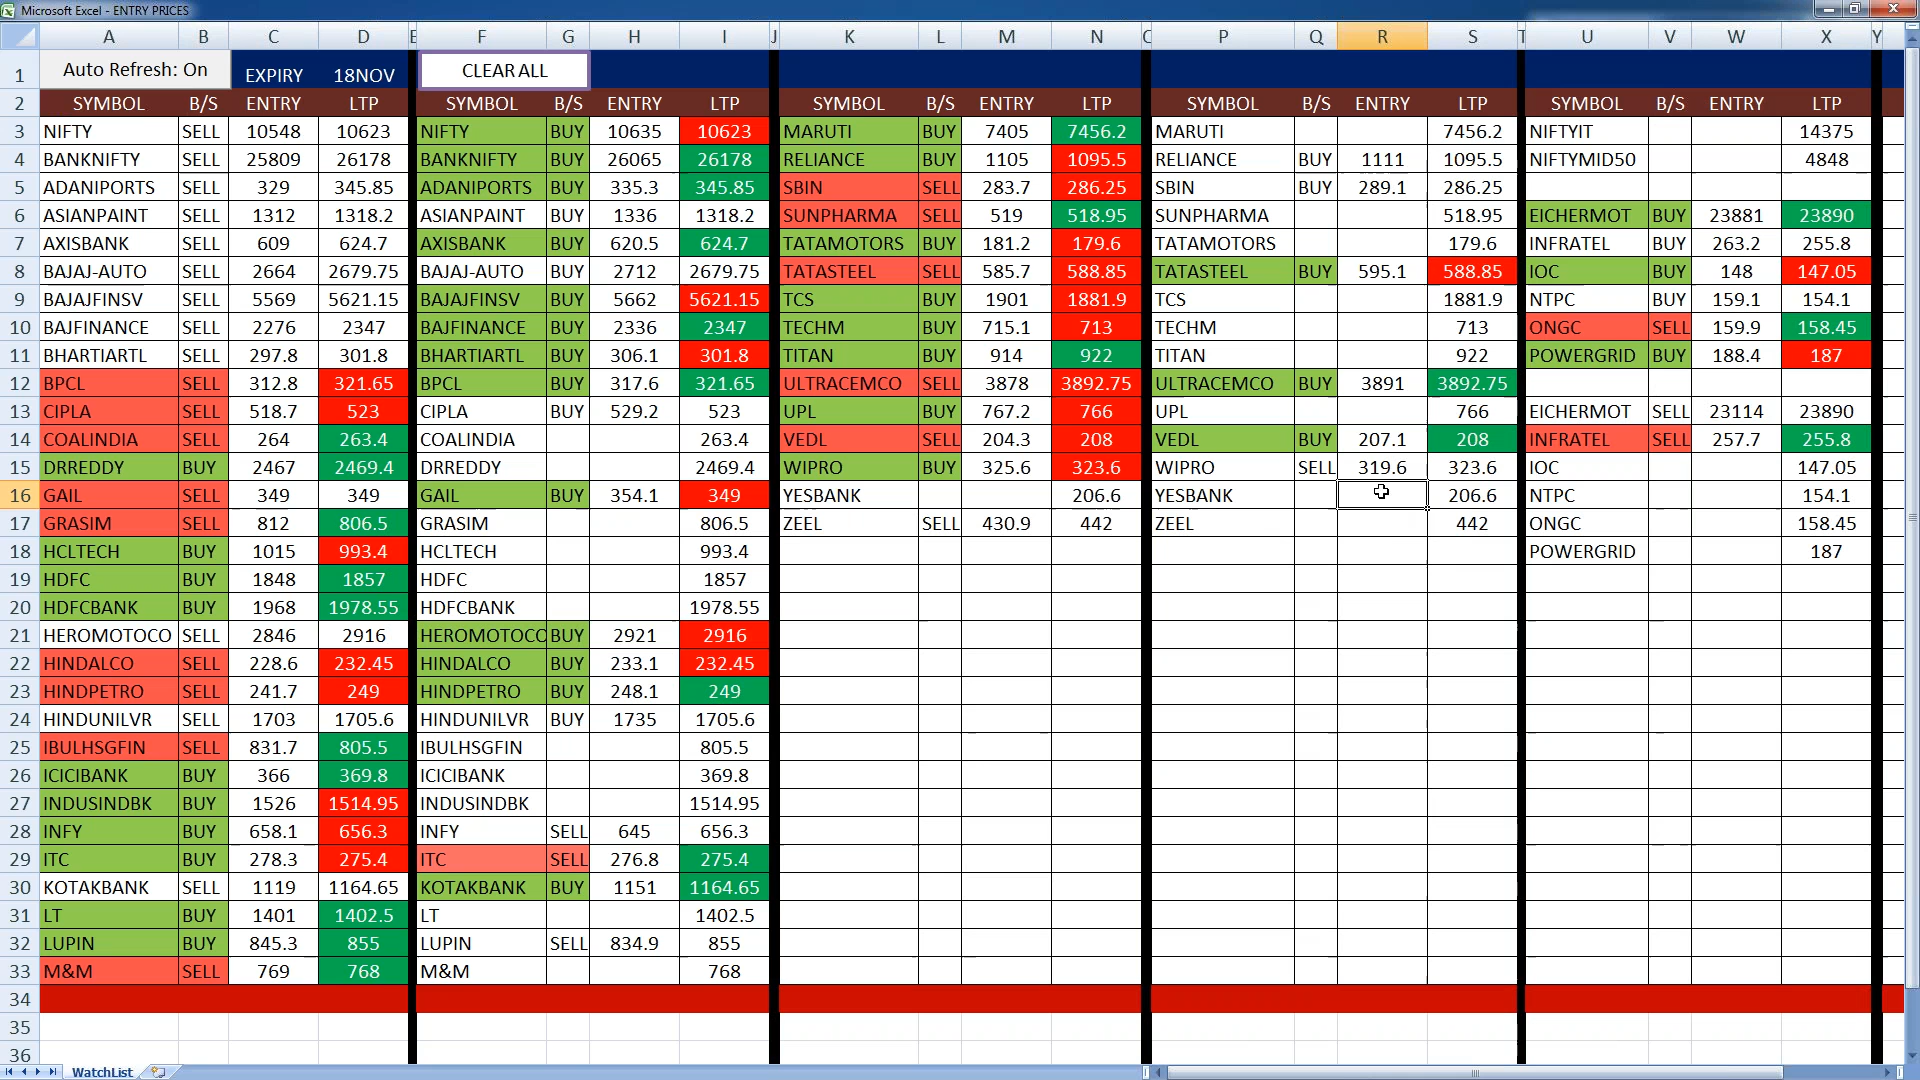 Microsoft Excel - ENTRY PRICES
A B C D E F G H I J K L M N O P Q R S T U V W X Y
1 Auto Refresh: On EXPIRY 18NOV CLEAR ALL
2 SYMBOL B/S ENTRY LTP SYMBOL B/S ENTRY LTP SYMBOL B/S ENTRY LTP SYMBOL B/S ENTRY LTP SYMBOL B/S ENTRY LTP
3 NIFTY SELL 10548 10623 NIFTY BUY 10635 10623 MARUTI BUY 7405 7456.2 MARUTI 7456.2 NIFTYIT 14375
4 BANKNIFTY SELL 25809 26178 BANKNIFTY BUY 26065 26178 RELIANCE BUY 1105 1095.5 RELIANCE BUY 1111 1095.5 NIFTYMID50 4848
5 ADANIPORTS SELL 329 345.85 ADANIPORTS BUY 335.3 345.85 SBIN SELL 283.7 286.25 SBIN BUY 289.1 286.25
6 ASIANPAINT SELL 1312 1318.2 ASIANPAINT BUY 1336 1318.2 SUNPHARMA SELL 519 518.95 SUNPHARMA 518.95 EICHERMOT BUY 23881 23890
7 AXISBANK SELL 609 624.7 AXISBANK BUY 620.5 624.7 TATAMOTORS BUY 181.2 179.6 TATAMOTORS 179.6 INFRATEL BUY 263.2 255.8
8 BAJAJ-AUTO SELL 2664 2679.75 BAJAJ-AUTO BUY 2712 2679.75 TATASTEEL SELL 585.7 588.85 TATASTEEL BUY 595.1 588.85 IOC BUY 148 147.05
9 BAJAJFINSV SELL 5569 5621.15 BAJAJFINSV BUY 5662 5621.15 TCS BUY 1901 1881.9 TCS 1881.9 NTPC BUY 159.1 154.1
10 BAJFINANCE SELL 2276 2347 BAJFINANCE BUY 2336 2347 TECHM BUY 715.1 713 TECHM 713 ONGC SELL 159.9 158.45
11 BHARTIARTL SELL 297.8 301.8 BHARTIARTL BUY 306.1 301.8 TITAN BUY 914 922 TITAN 922 POWERGRID BUY 188.4 187
12 BPCL SELL 312.8 321.65 BPCL BUY 317.6 321.65 ULTRACEMCO SELL 3878 3892.75 ULTRACEMCO BUY 3891 3892.75
13 CIPLA SELL 518.7 523 CIPLA BUY 529.2 523 UPL BUY 767.2 766 UPL 766 EICHERMOT SELL 23114 23890
14 COALINDIA SELL 264 263.4 COALINDIA 263.4 VEDL SELL 204.3 208 VEDL BUY 207.1 208 INFRATEL SELL 257.7 255.8
15 DRREDDY BUY 2467 2469.4 DRREDDY 2469.4 WIPRO BUY 325.6 323.6 WIPRO SELL 319.6 323.6 IOC 147.05
16 GAIL SELL 349 349 GAIL BUY 354.1 349 YESBANK 206.6 YESBANK 206.6 NTPC 154.1
17 GRASIM SELL 812 806.5 GRASIM 806.5 ZEEL SELL 430.9 442 ZEEL 442 ONGC 158.45
18 HCLTECH BUY 1015 993.4 HCLTECH 993.4 POWERGRID 187
19 HDFC BUY 1848 1857 HDFC 1857
20 HDFCBANK BUY 1968 1978.55 HDFCBANK 1978.55
21 HEROMOTOCO SELL 2846 2916 HEROMOTOCO BUY 2921 2916
22 HINDALCO SELL 228.6 232.45 HINDALCO BUY 233.1 232.45
23 HINDPETRO SELL 241.7 249 HINDPETRO BUY 248.1 249
24 HINDUNILVR SELL 1703 1705.6 HINDUNILVR BUY 1735 1705.6
25 IBULHSGFIN SELL 831.7 805.5 IBULHSGFIN 805.5
26 ICICIBANK BUY 366 369.8 ICICIBANK 369.8
27 INDUSINDBK BUY 1526 1514.95 INDUSINDBK 1514.95
28 INFY BUY 658.1 656.3 INFY SELL 645 656.3
29 ITC BUY 278.3 275.4 ITC SELL 276.8 275.4
30 KOTAKBANK SELL 1119 1164.65 KOTAKBANK BUY 1151 1164.65
31 LT BUY 1401 1402.5 LT 1402.5
32 LUPIN BUY 845.3 855 LUPIN SELL 834.9 855
33 M&M SELL 769 768 M&M 768
34
35
36
WatchList